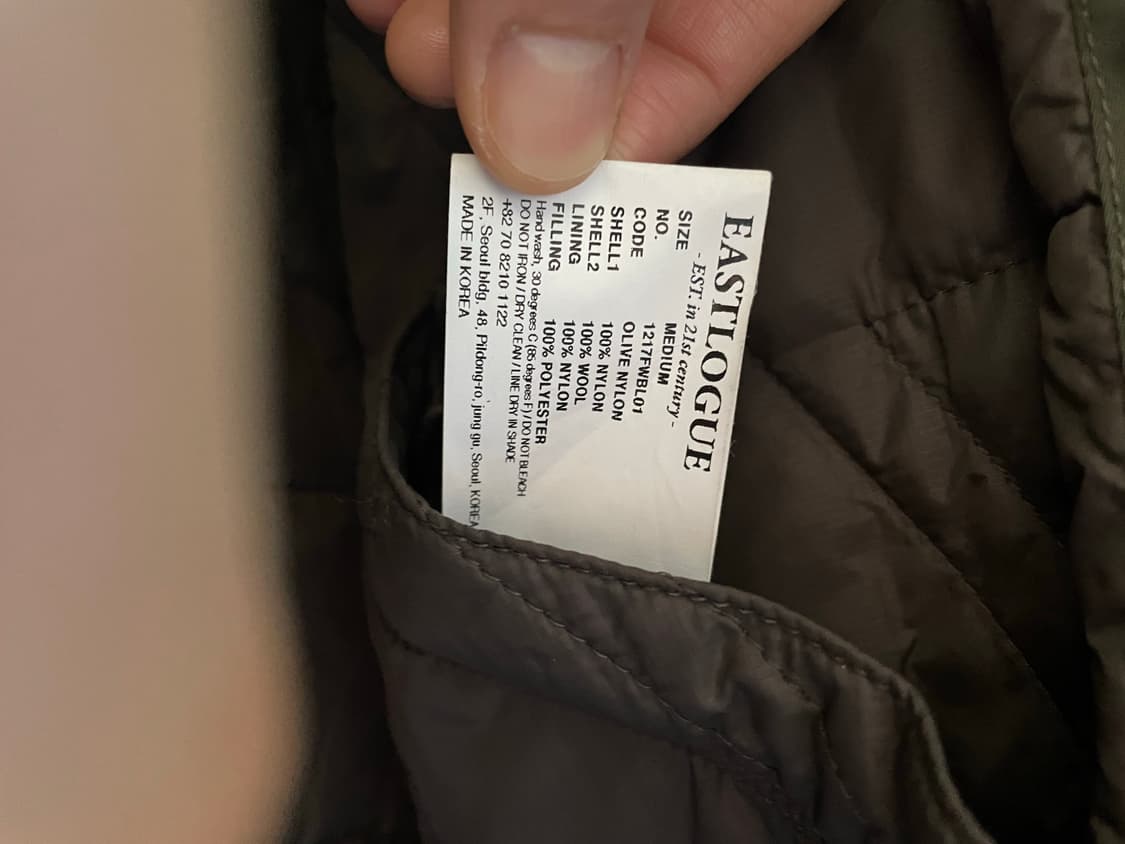 EASTLOGUE
- EST. in 21st century -
SIZE MEDIUM
NO. 1217FWBL01
CODE OLIVE NYLON
SHELL1 100% NYLON
SHELL2 100% WOOL
LINING 100% NYLON
FILLING 100% POLYESTER
Hand wash, 30 degrees C (85 degrees F) / DO NOT BLEACH
DO NOT IRON / DRY CLEAN / LINE DRY IN SHADE
+82 70 8210 1122
2F, Seoul bldg, 48, Pildong-ro, jung gu, Seoul, KOREA
MADE IN KOREA